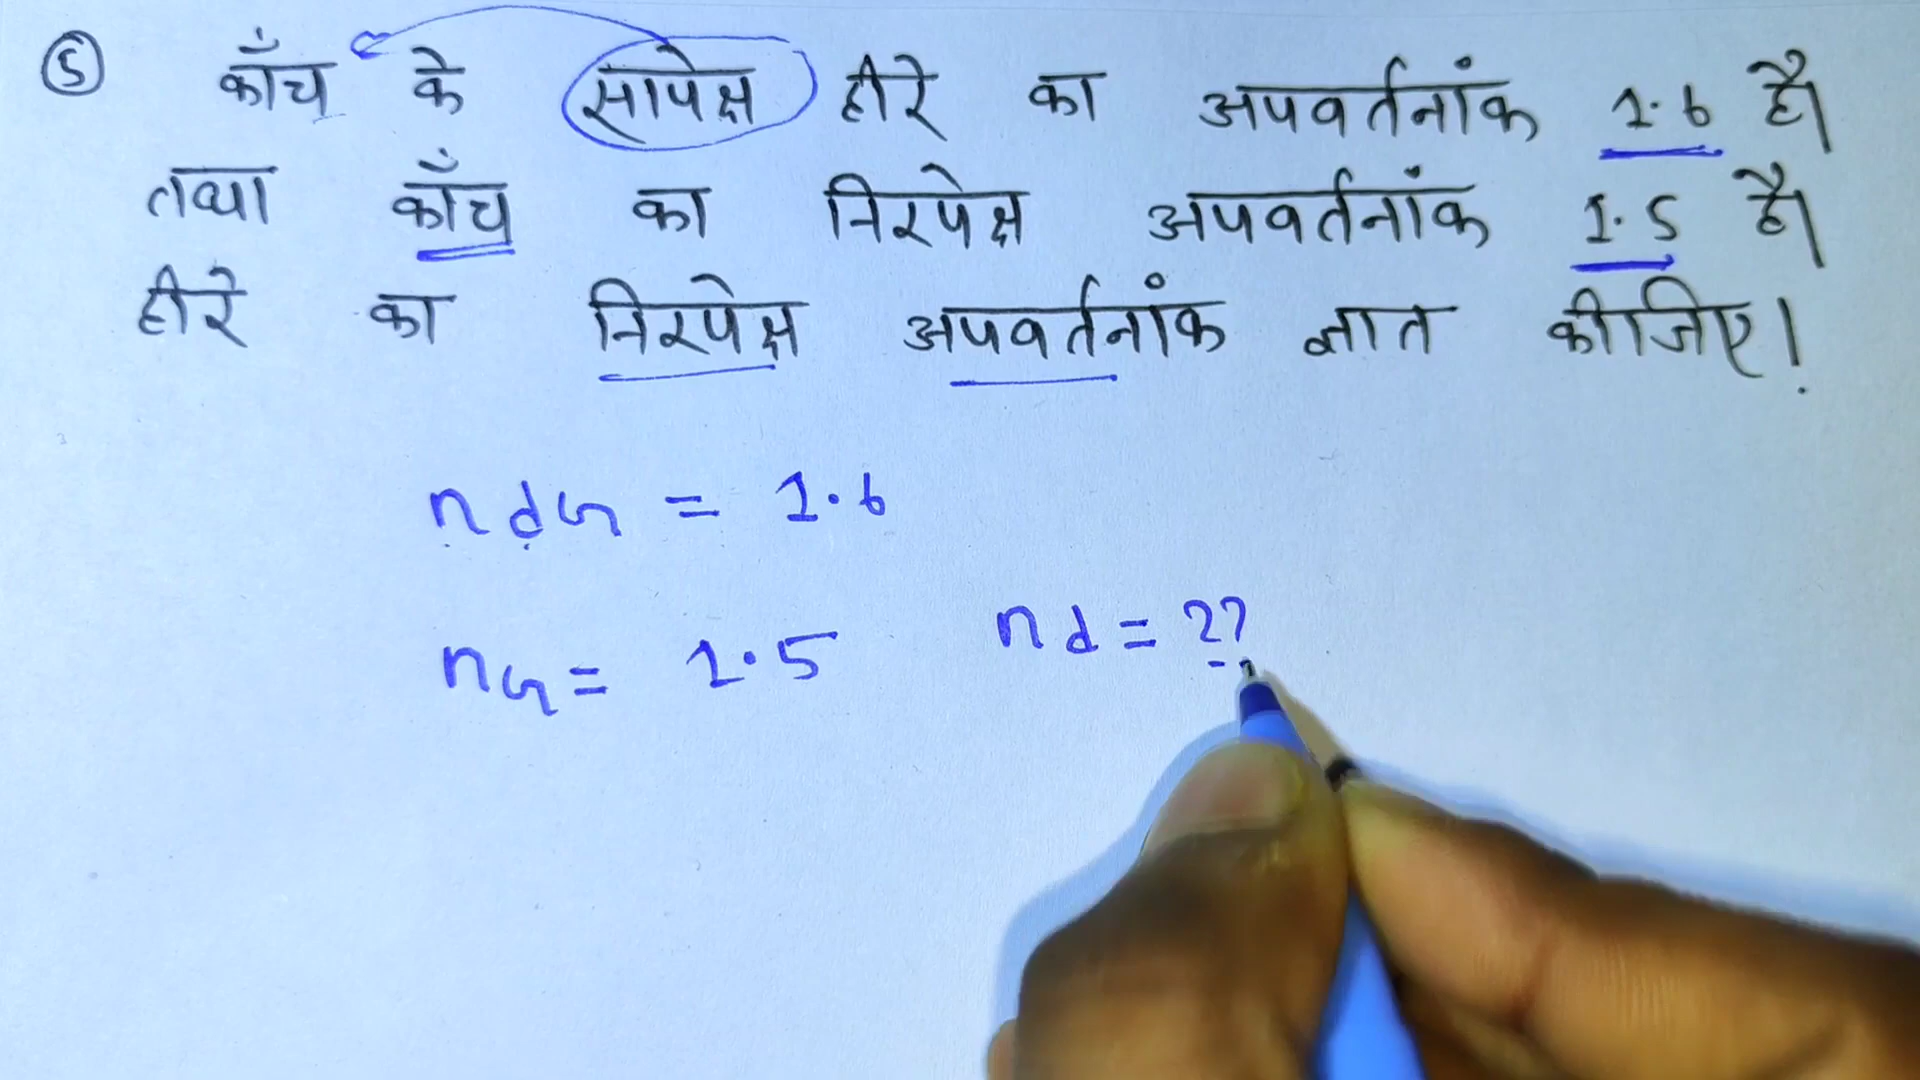 (5) काँच के सापेक्ष हीरे का अपवर्तनांक 1.6 है।
तथा काँच का निरपेक्ष अपवर्तनांक 1.5 है।
हीरे का निरपेक्ष अपवर्तनांक ज्ञात कीजिए।
ndG = 1.6
nG = 1.5 nd = ??